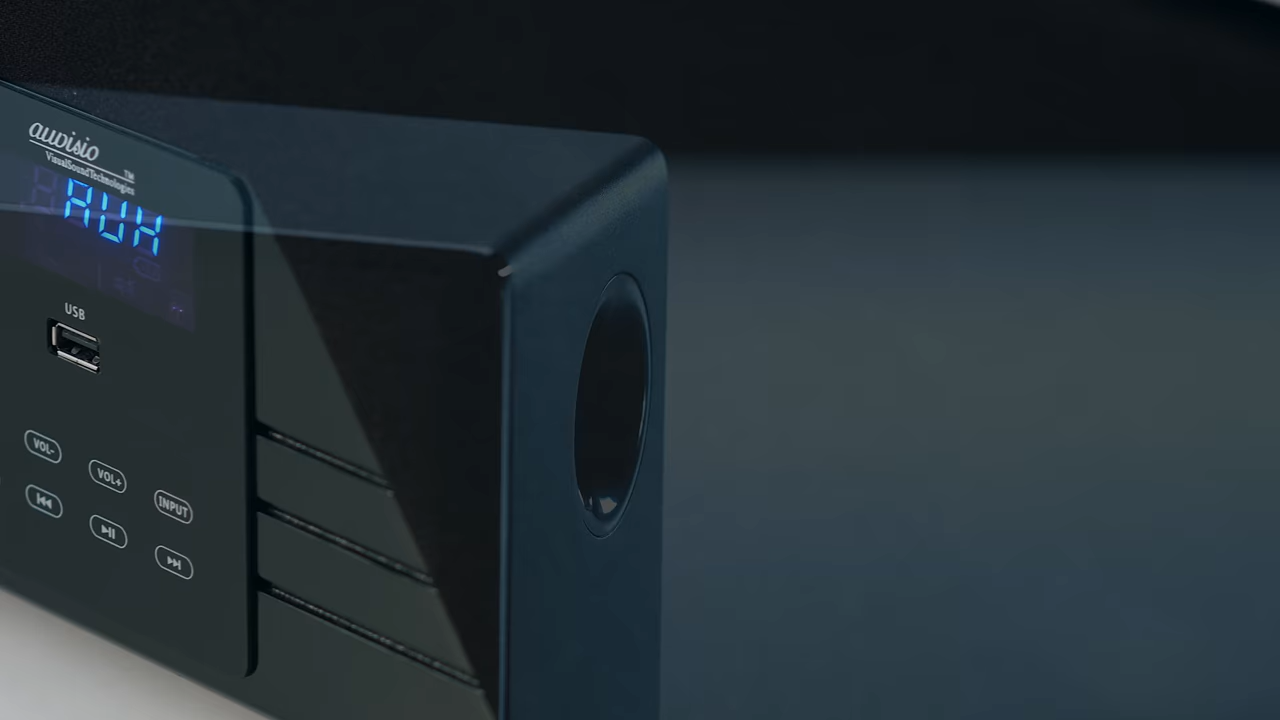 auvisio
TM
VisualSoundTechnologies
AUX
USB
VOL-
VOL+
INPUT